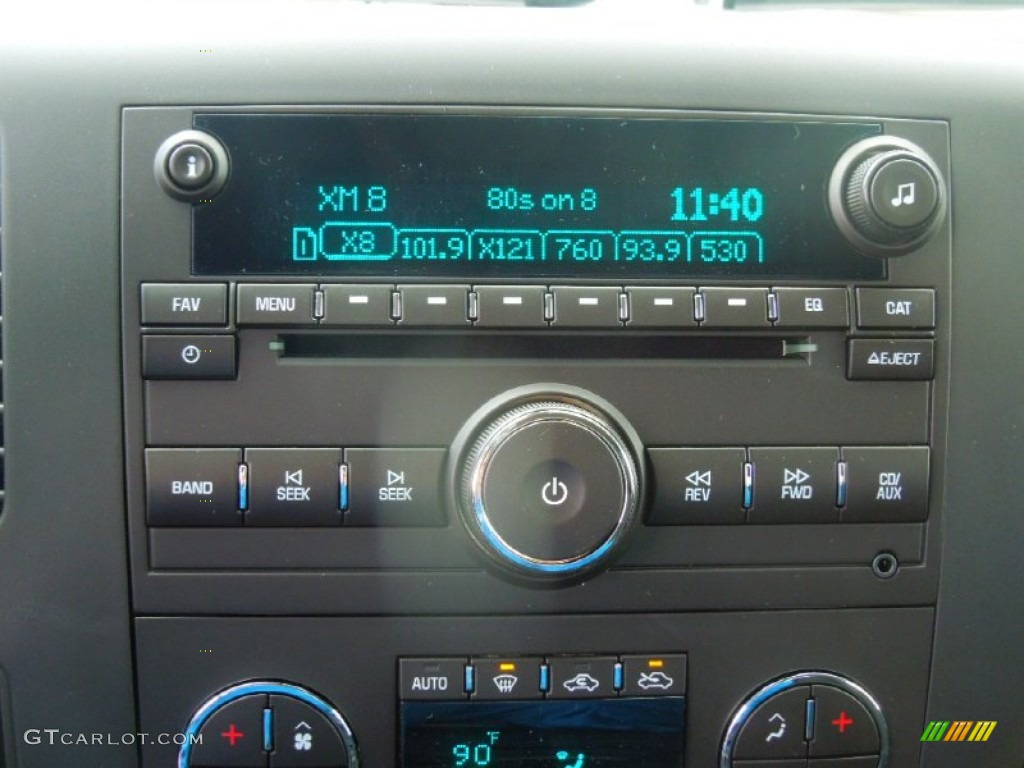 XM 8 80s on 8 11:40
X8 101.9 X121 760 93.9 530
FAV MENU EQ CAT
EJECT
BAND SEEK SEEK REV FWD CD/AUX
AUTO
90°F
GTCARLOT.COM